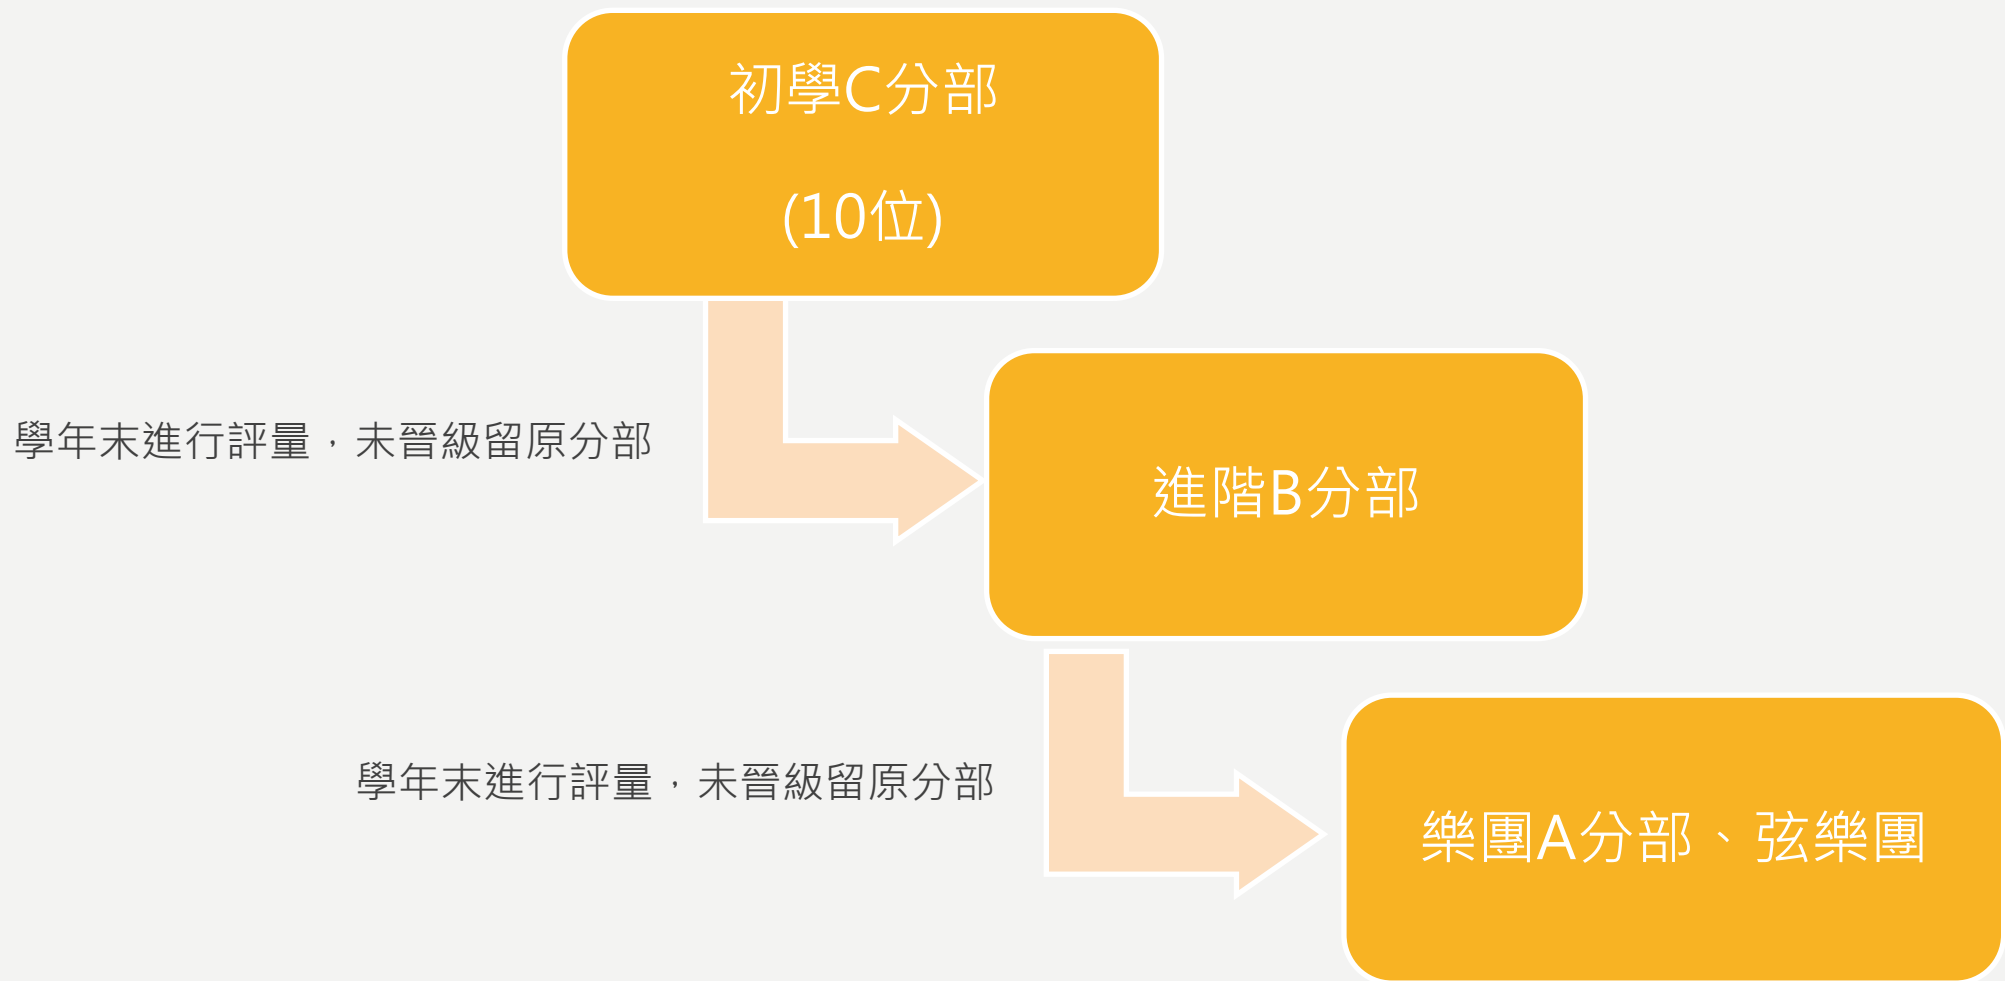 初學C分部
(10位)
學年末進行評量，未晉級留原分部
進階B分部
學年末進行評量，未晉級留原分部
樂團A分部、弦樂團